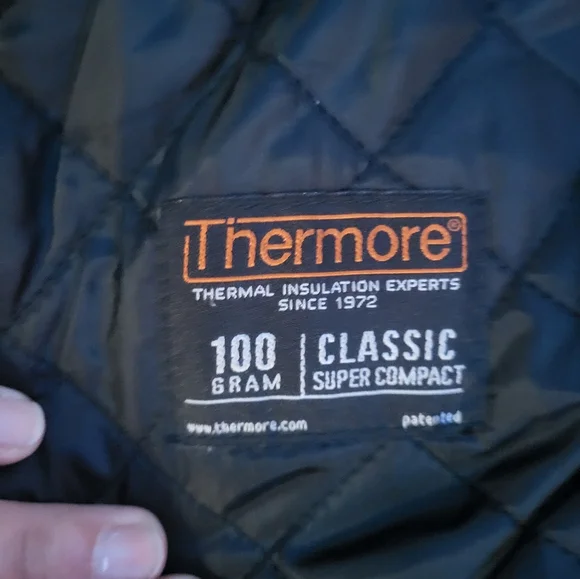 Thermore®
THERMAL INSULATION EXPERTS
SINCE 1972
100
GRAM
CLASSIC
SUPER COMPACT
www.thermore.com
patented